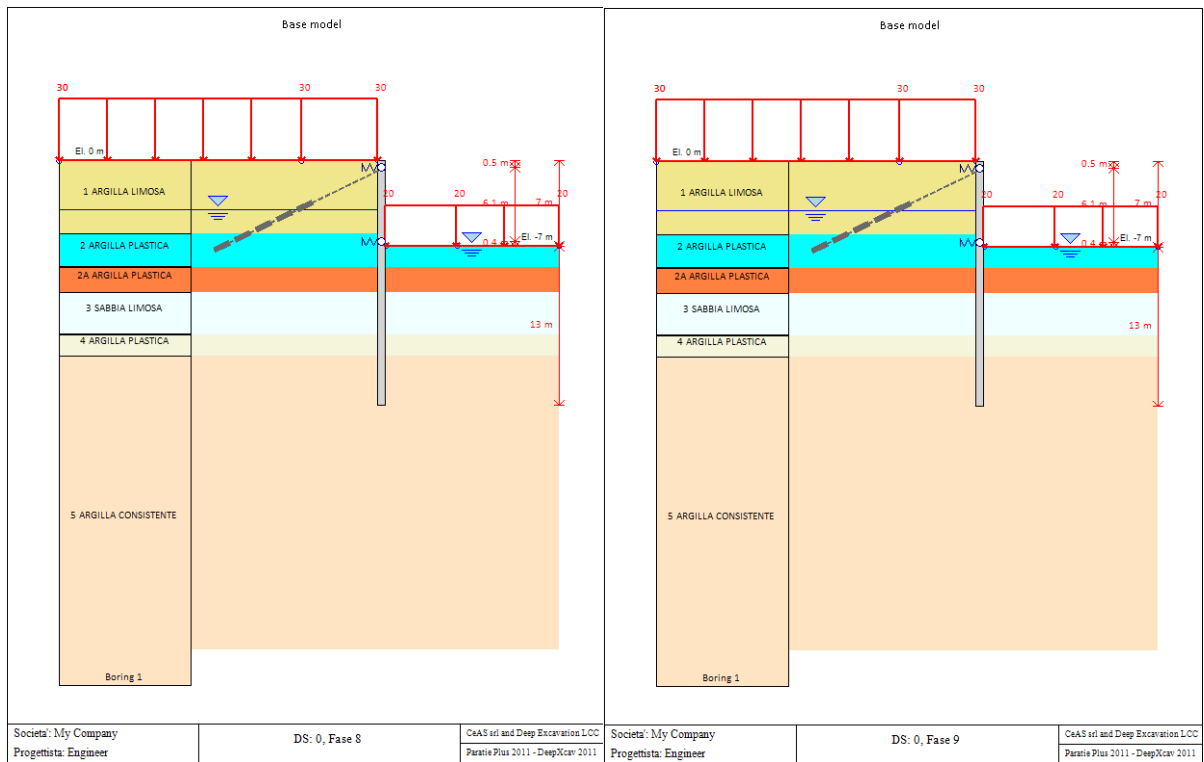 Base model
30
30
30
El. 0 m
0.5 m
1 ARGILLA LIMOSA
20
20
20
6.1 m
7 m
El. -7 m
0.4 m
2 ARGILLA PLASTICA
2A ARGILLA PLASTICA
3 SABBIA LIMOSA
13 m
4 ARGILLA PLASTICA
5 ARGILLA CONSISTENTE
Boring 1
Societa': My Company
Progettista: Engineer
DS: 0, Fase 8
CeAS srl and Deep Excavation LCC
Paratie Plus 2011 - DeepXcav 2011
Base model
30
30
30
El. 0 m
0.5 m
1 ARGILLA LIMOSA
20
20
20
6.1 m
7 m
El. -7 m
0.4 m
2 ARGILLA PLASTICA
2A ARGILLA PLASTICA
3 SABBIA LIMOSA
13 m
4 ARGILLA PLASTICA
5 ARGILLA CONSISTENTE
Boring 1
Societa': My Company
Progettista: Engineer
DS: 0, Fase 9
CeAS srl and Deep Excavation LCC
Paratie Plus 2011 - DeepXcav 2011